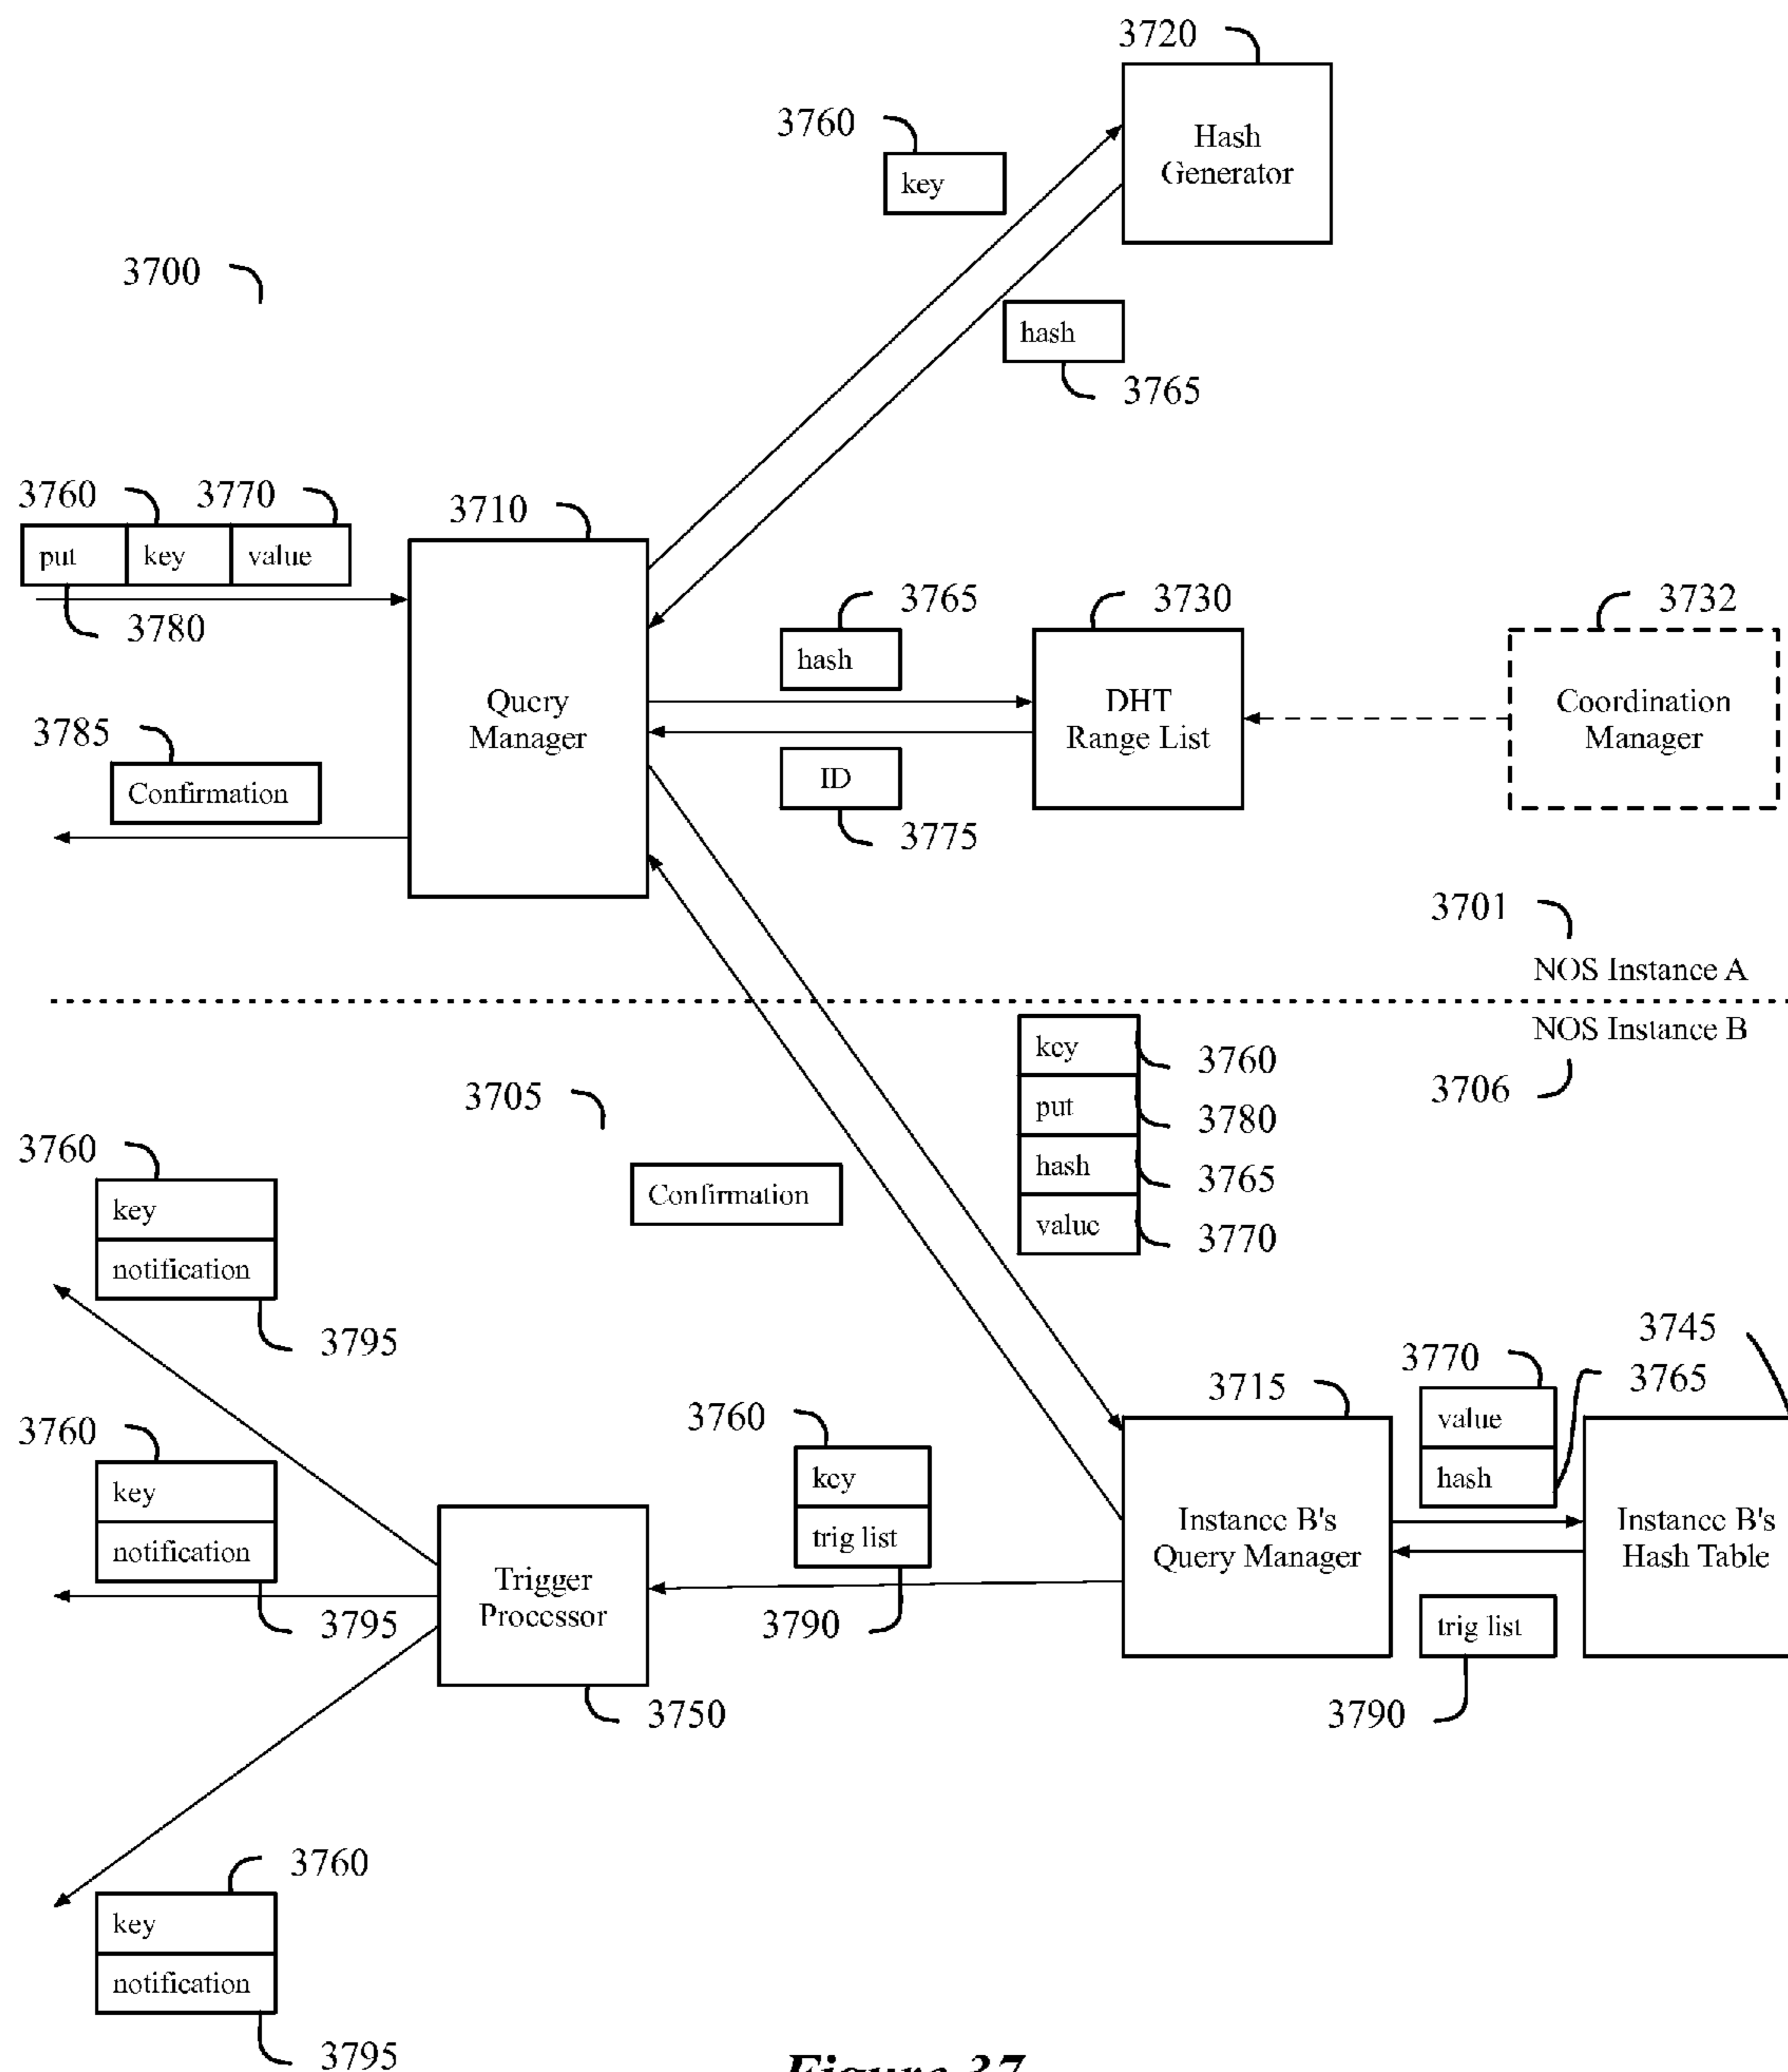 3720
3760
Hash
Generator
key
3700
hash
3765
3760
3770
3710
put
key
value
3780
3765
3730
3732
hash
Query
Manager
DHT
Range List
Coordination
Manager
3785
Confirmation
ID
3775
3701
NOS Instance A
NOS Instance B
3706
3705
key
3760
put
3780
hash
3765
value
3770
Confirmation
3760
key
notification
3795
3745
3770
3765
3715
value
hash
3760
key
trig list
3790
3760
key
notification
3795
Trigger
Processor
3750
Instance B's
Query Manager
Instance B's
Hash Table
trig list
3790
3760
key
notification
3795
Figure 37